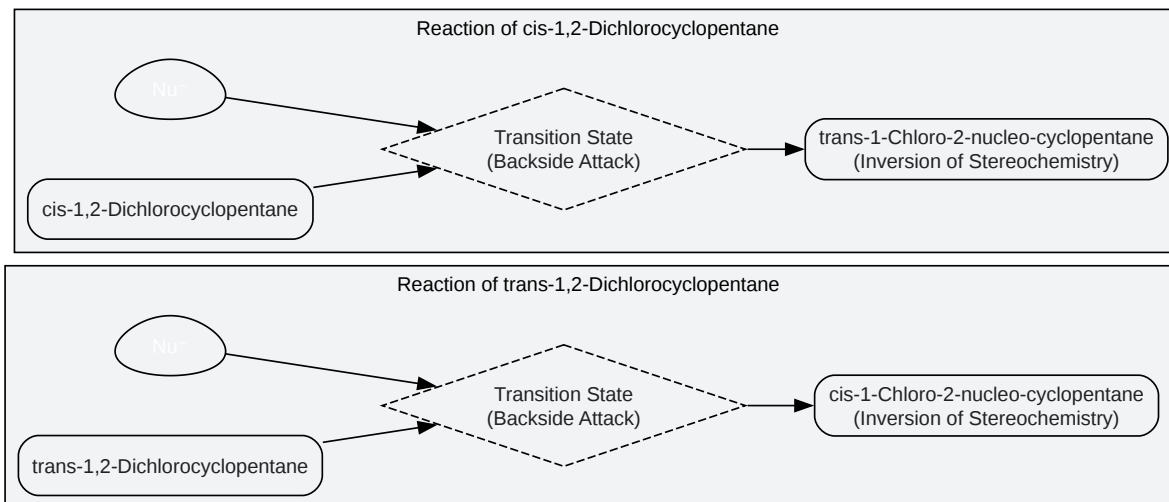 Reaction of cis-1,2-Dichlorocyclopentane
Nu⁻
Transition State
(Backside Attack)
trans-1-Chloro-2-nucleo-cyclopentane
(Inversion of Stereochemistry)
cis-1,2-Dichlorocyclopentane
Reaction of trans-1,2-Dichlorocyclopentane
Nu⁻
Transition State
(Backside Attack)
cis-1-Chloro-2-nucleo-cyclopentane
(Inversion of Stereochemistry)
trans-1,2-Dichlorocyclopentane